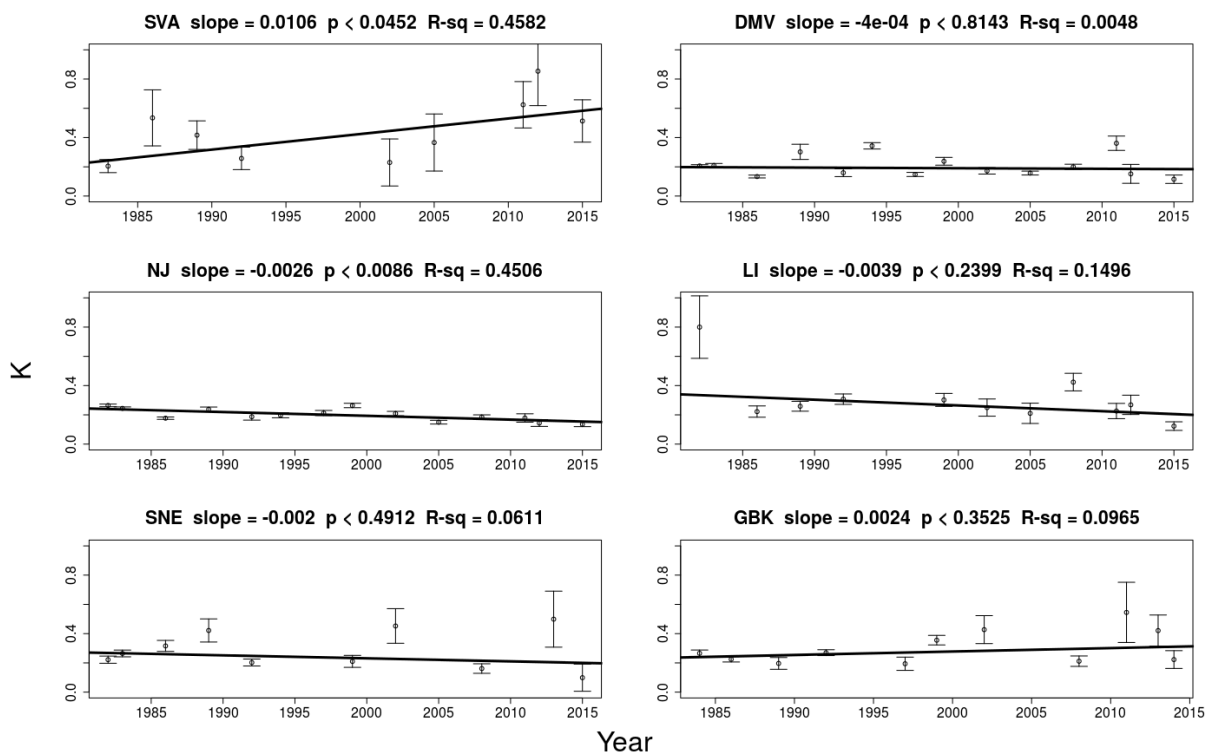 SVA slope = 0.0106 p < 0.0452 R-sq = 0.4582
0.0 0.4 0.8
1985 1990 1995 2000 2005 2010 2015
DMV slope = -4e-04 p < 0.8143 R-sq = 0.0048
0.0 0.4 0.8
1985 1990 1995 2000 2005 2010 2015
NJ slope = -0.0026 p < 0.0086 R-sq = 0.4506
0.0 0.4 0.8
1985 1990 1995 2000 2005 2010 2015
LI slope = -0.0039 p < 0.2399 R-sq = 0.1496
0.0 0.4 0.8
1985 1990 1995 2000 2005 2010 2015
K
SNE slope = -0.002 p < 0.4912 R-sq = 0.0611
0.0 0.4 0.8
1985 1990 1995 2000 2005 2010 2015
GBK slope = 0.0024 p < 0.3525 R-sq = 0.0965
0.0 0.4 0.8
1985 1990 1995 2000 2005 2010 2015
Year